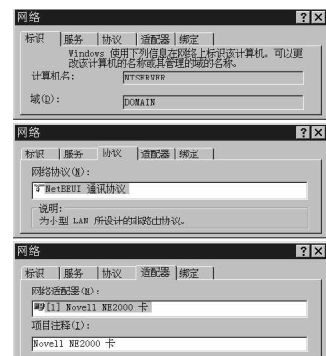 网络 ? ×
标识 服务 协议 适配器 绑定
Windows 使用下列信息在网络上标识该计算机。可以更
改该计算机的名称或其管理的域的名称。
计算机名: NTSERVER
域(D): DOMAIN
网络 ? ×
标识 服务 协议 适配器 绑定
网络协议(N):
NetBEUI 通讯协议
说明:
为小型 LAN 所设计的非路由协议。
网络 ? ×
标识 服务 协议 适配器 绑定
网络适配器(N):
[1] Novell NE2000 卡
项目注释(I):
Novell NE2000 卡